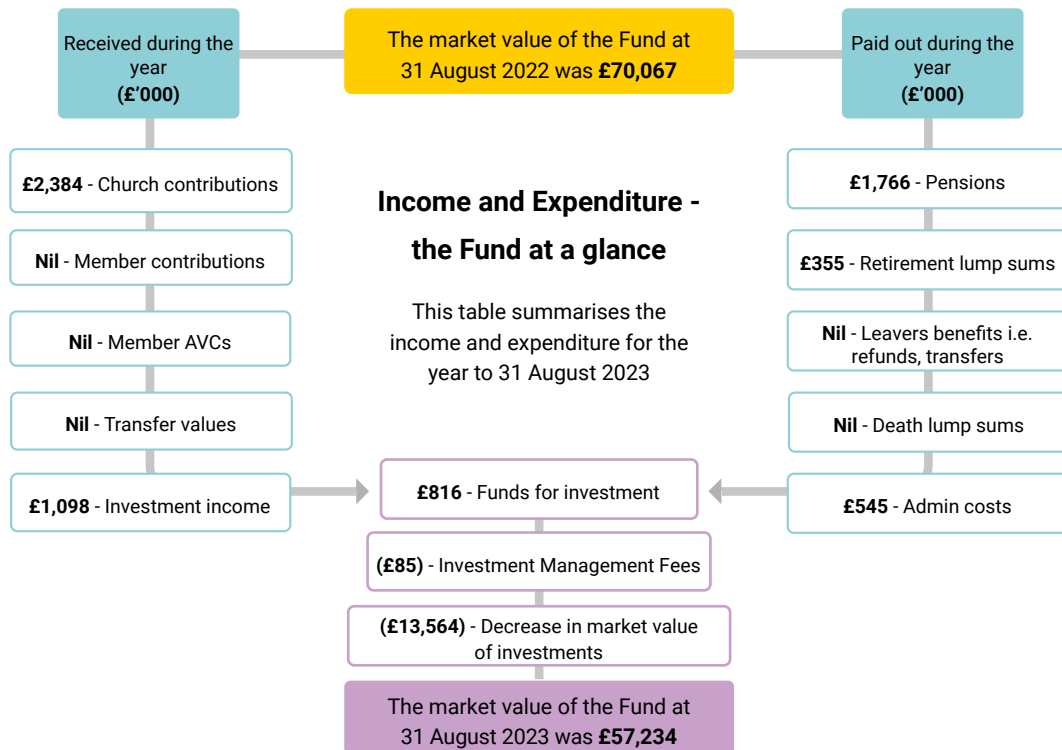 Received during the
year
(£'000)
The market value of the Fund at
31 August 2022 was £70,067
Paid out during the
year
(£'000)
£2,384 - Church contributions
Nil - Member contributions
Nil - Member AVCs
Nil - Transfer values
£1,098 - Investment income
Income and Expenditure -
the Fund at a glance
This table summarises the
income and expenditure for the
year to 31 August 2023
£1,766 - Pensions
£355 - Retirement lump sums
Nil - Leavers benefits i.e.
refunds, transfers
Nil - Death lump sums
£545 - Admin costs
£816 - Funds for investment
(£85) - Investment Management Fees
(£13,564) - Decrease in market value
of investments
The market value of the Fund at
31 August 2023 was £57,234